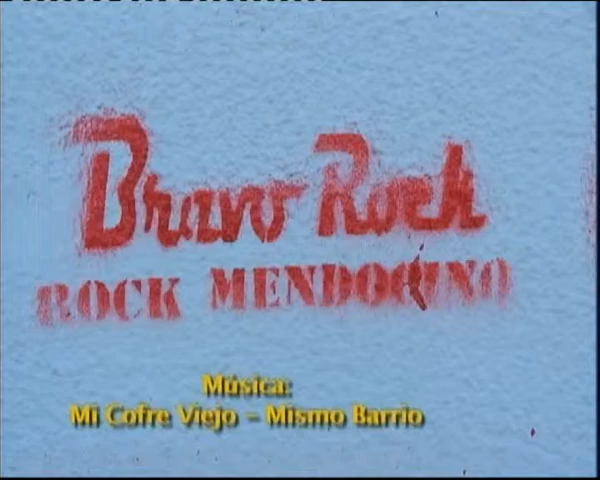 Bravo Rock
ROCK MENDOCINO
Música:
Mi Cofre Viejo - Mismo Barrio